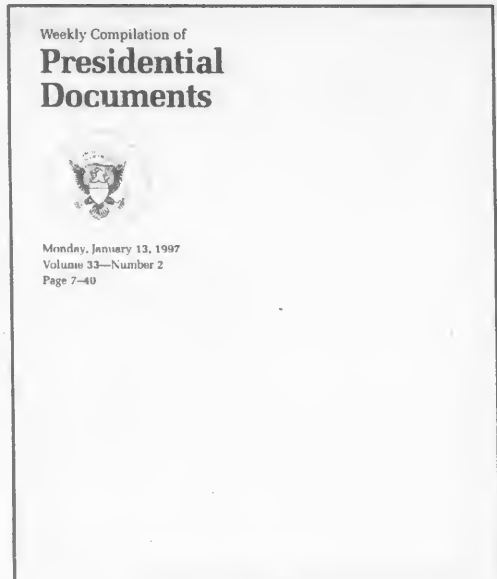 Weekly Compilation of
Presidential
Documents
Monday, January 13, 1997
Volume 33—Number 2
Page 7–40